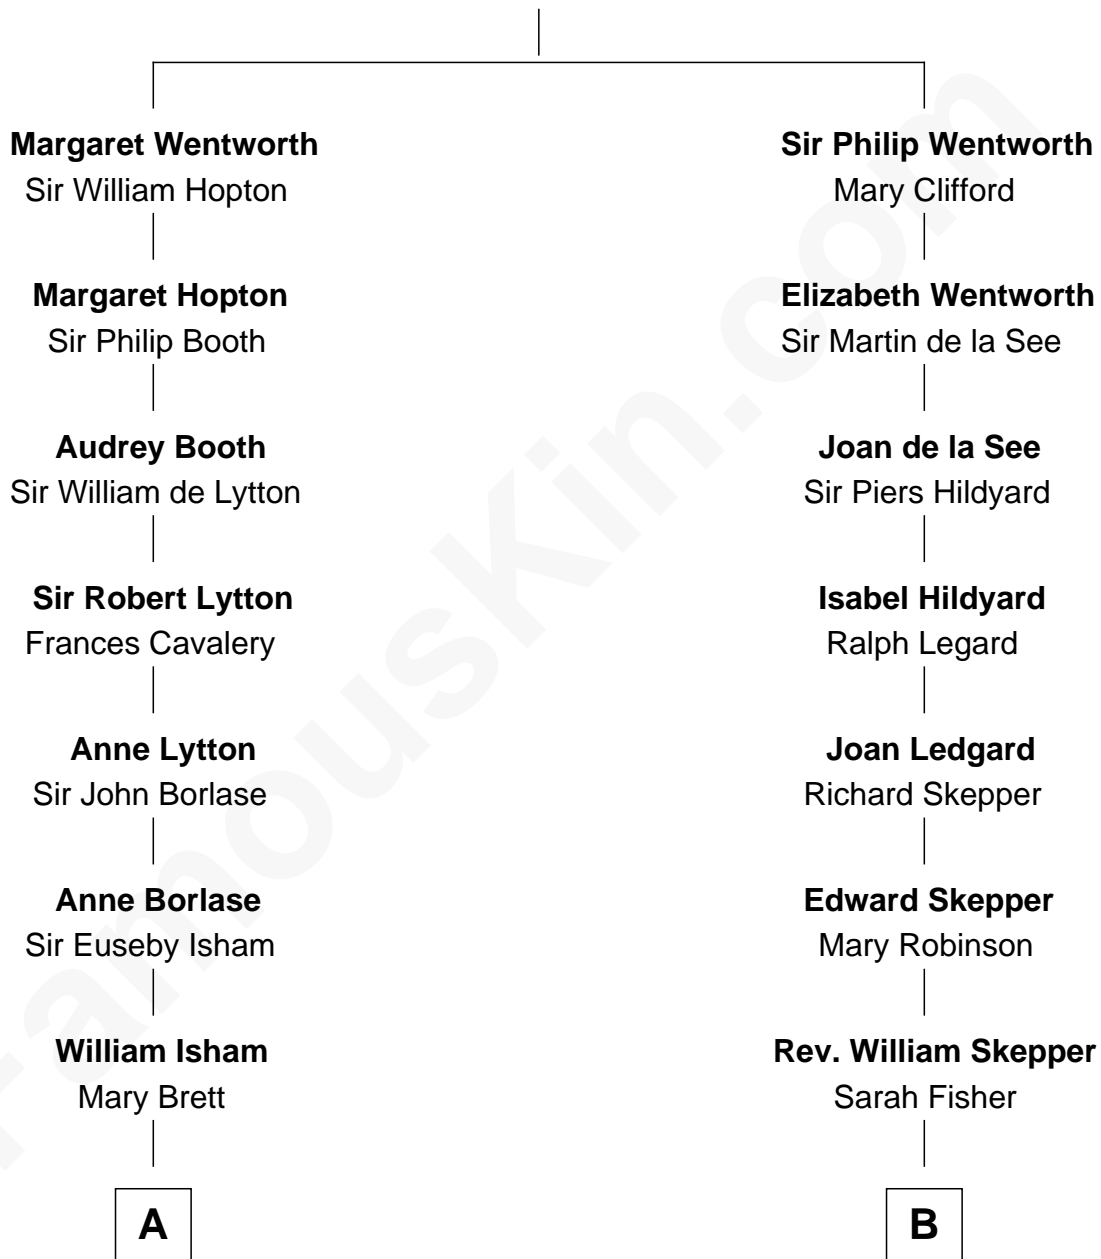 Margaret Wentworth
Sir William Hopton
Margaret Hopton
Sir Philip Booth
Audrey Booth
Sir William de Lytton
Sir Robert Lytton
Frances Cavalery
Anne Lytton
Sir John Borlase
Anne Borlase
Sir Euseby Isham
William Isham
Mary Brett
A
Sir Philip Wentworth
Mary Clifford
Elizabeth Wentworth
Sir Martin de la See
Joan de la See
Sir Piers Hildyard
Isabel Hildyard
Ralph Legard
Joan Ledgard
Richard Skepper
Edward Skepper
Mary Robinson
Rev. William Skepper
Sarah Fisher
B
FamousKin.com